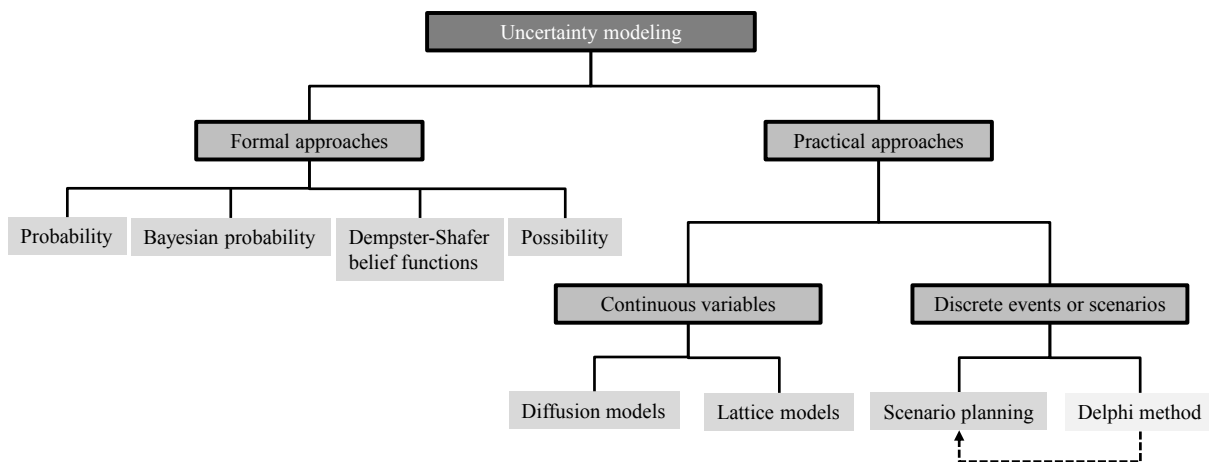 Uncertainty modeling
Formal approaches
Practical approaches
Probability
Bayesian probability
Dempster-Shafer
belief functions
Possibility
Continuous variables
Discrete events or scenarios
Diffusion models
Lattice models
Scenario planning
Delphi method